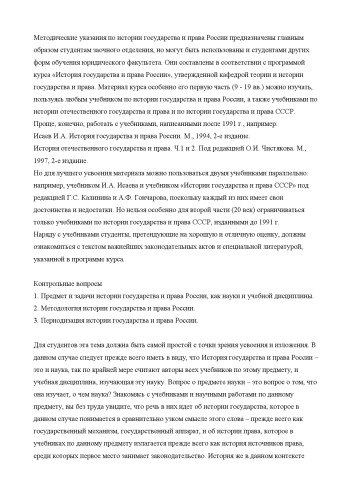 Методические указания по истории государства и права России предназначены главным
образом студентам заочного отделения, но могут быть использованы и студентами других
форм обучения юридического факультета. Они составлены в соответствии с программой
курса «История государства и права России», утвержденной кафедрой теории и истории
государства и права. Материал курса особенно его первую часть (9 - 19 вв.) можно изучать,
пользуясь любым учебником по истории государства и права России, а также учебниками по
истории отечественного государства и права и по истории государства и права СССР.
Проще, конечно, работать с учебниками, написанными после 1991 г., например:
Исаев И.А. История государства и права России. М., 1994, 2-е издание.
История отечественного государства и права. Ч.1 и 2. Под редакцией О.И. Чистякова. М.,
1997, 2-е издание.
Но для лучшего усвоения материала можно пользоваться двумя учебниками параллельно:
например, учебником И.А. Исаева и учебником «Истории государства и права СССР» под
редакцией Г.С. Калинина и А.Ф. Гончарова, поскольку каждый из них имеет свои
достоинства и недостатки. Но нельзя особенно для второй части (20 век) ограничиваться
только учебниками по истории государства и права СССР, изданными до 1991 г.
Наряду с учебниками студенты, претендующие на хорошую и отличную оценку, должны
ознакомиться с текстом важнейших законодательных актов и специальной литературой,
указанной в программе курса.
Контрольные вопросы
1. Предмет и задачи истории государства и права России, как науки и учебной дисциплины.
2. Методология истории государства и права России.
3. Периодизация истории государства и права России.
Для студентов эта тема должна быть самой простой с точки зрения усвоения и изложения. В
данном случае следует прежде всего иметь в виду, что История государства и права России –
это и наука, так по крайней мере считают авторы всех учебников по этому предмету, и
учебная дисциплина, изучающая эту науку. Вопрос о предмете науки – это вопрос о том, что
она изучает, о чем наука? Знакомясь с учебниками и научными работами по данному
предмету, вы без труда увидите, что речь в них идет об истории государства, которое в
данном случае понимается в сравнительно узком смысле этого слова – прежде всего как
государственный механизм, государственный аппарат, и об истории права, которое в
учебниках по данному предмету излагается прежде всего как история источников права,
среди которых первое место занимает законодательство. История же в данном контексте